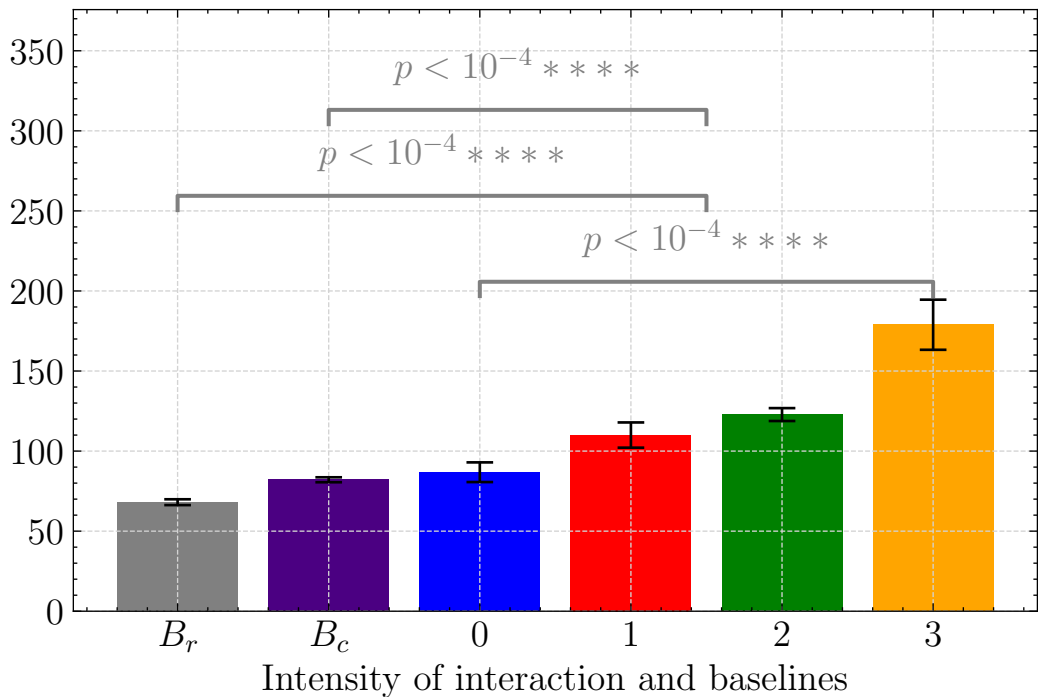 350
300
250
200
150
100
50
0
p < 10⁻⁴ ∗∗∗∗
p < 10⁻⁴ ∗∗∗∗
p < 10⁻⁴ ∗∗∗∗
B_r B_c 0 1 2 3
Intensity of interaction and baselines